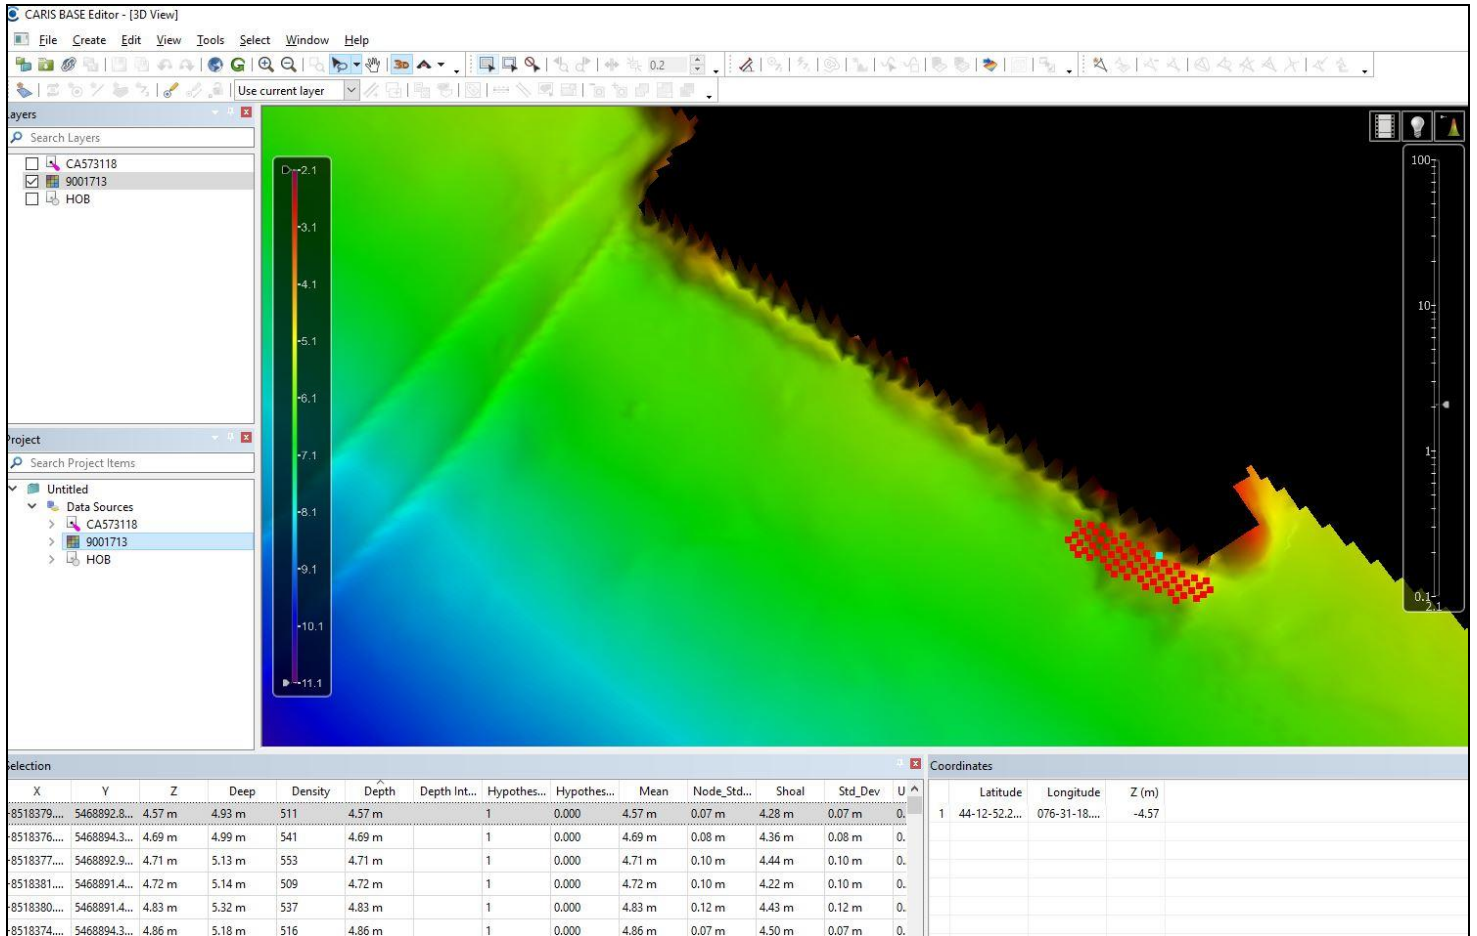 CARIS BASE Editor - [3D View]
File Create Edit View Tools Select Window Help
0.2
Use current layer
ayers
Search Layers
CA573118
9001713
HOB
Project
Search Project Items
Untitled
Data Sources
CA573118
9001713
HOB
-2.1
-3.1
-4.1
-5.1
-6.1
-7.1
-8.1
-9.1
-10.1
-11.1
100
10
1
0.1
2.1
Selection
X Y Z Deep Density Depth Depth Int... Hypothes... Hypothes... Mean Node_Std... Shoal Std_Dev U
-8518379.... 5468892.8... 4.57 m 4.93 m 511 4.57 m 1 0.000 4.57 m 0.07 m 4.28 m 0.07 m 0.
-8518376.... 5468894.3... 4.69 m 4.99 m 541 4.69 m 1 0.000 4.69 m 0.08 m 4.36 m 0.08 m 0.
-8518377.... 5468892.9... 4.71 m 5.13 m 553 4.71 m 1 0.000 4.71 m 0.10 m 4.44 m 0.10 m 0.
-8518381.... 5468891.4... 4.72 m 5.14 m 509 4.72 m 1 0.000 4.72 m 0.10 m 4.22 m 0.10 m 0.
-8518380.... 5468891.4... 4.83 m 5.32 m 537 4.83 m 1 0.000 4.83 m 0.12 m 4.43 m 0.12 m 0.
-8518374.... 5468894.3... 4.86 m 5.18 m 516 4.86 m 1 0.000 4.86 m 0.07 m 4.50 m 0.07 m 0.
Coordinates
Latitude Longitude Z (m)
1 44-12-52.2... 076-31-18.... -4.57